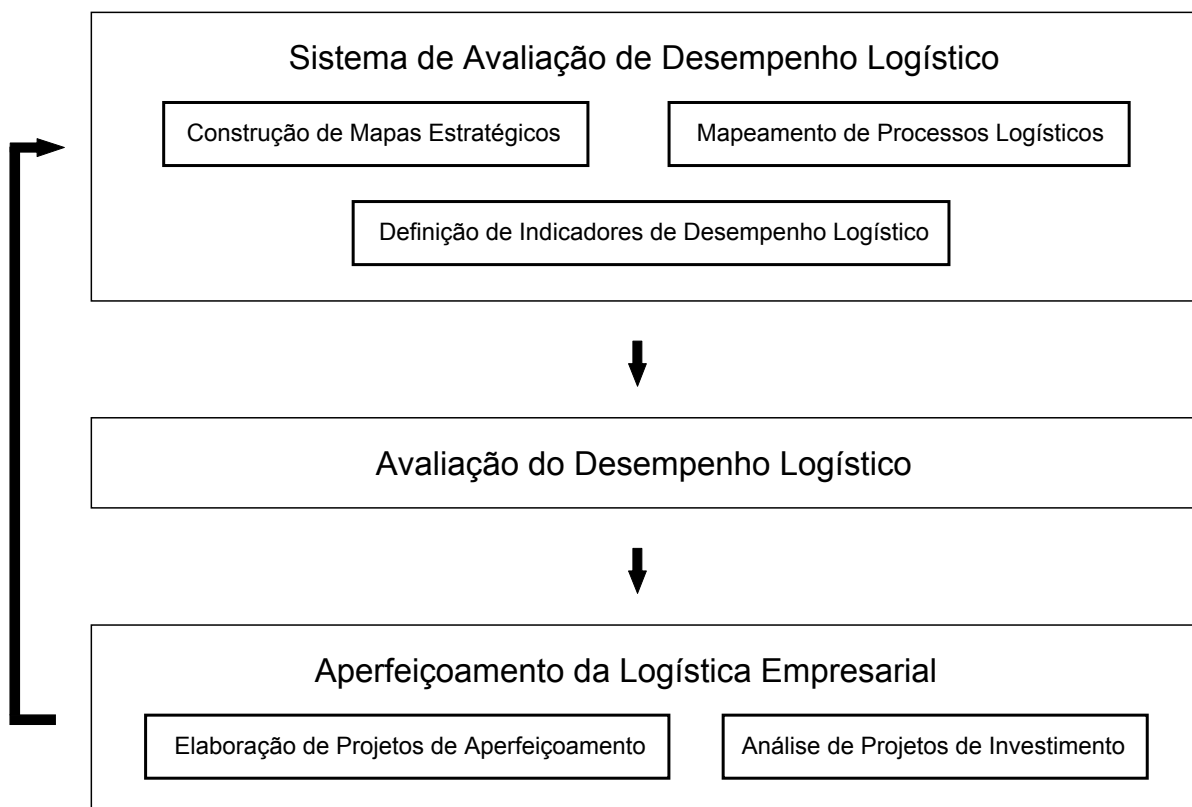 Sistema de Avaliação de Desempenho Logístico
Construção de Mapas Estratégicos
Mapeamento de Processos Logísticos
Definição de Indicadores de Desempenho Logístico
Avaliação do Desempenho Logístico
Aperfeiçoamento da Logística Empresarial
Elaboração de Projetos de Aperfeiçoamento
Análise de Projetos de Investimento